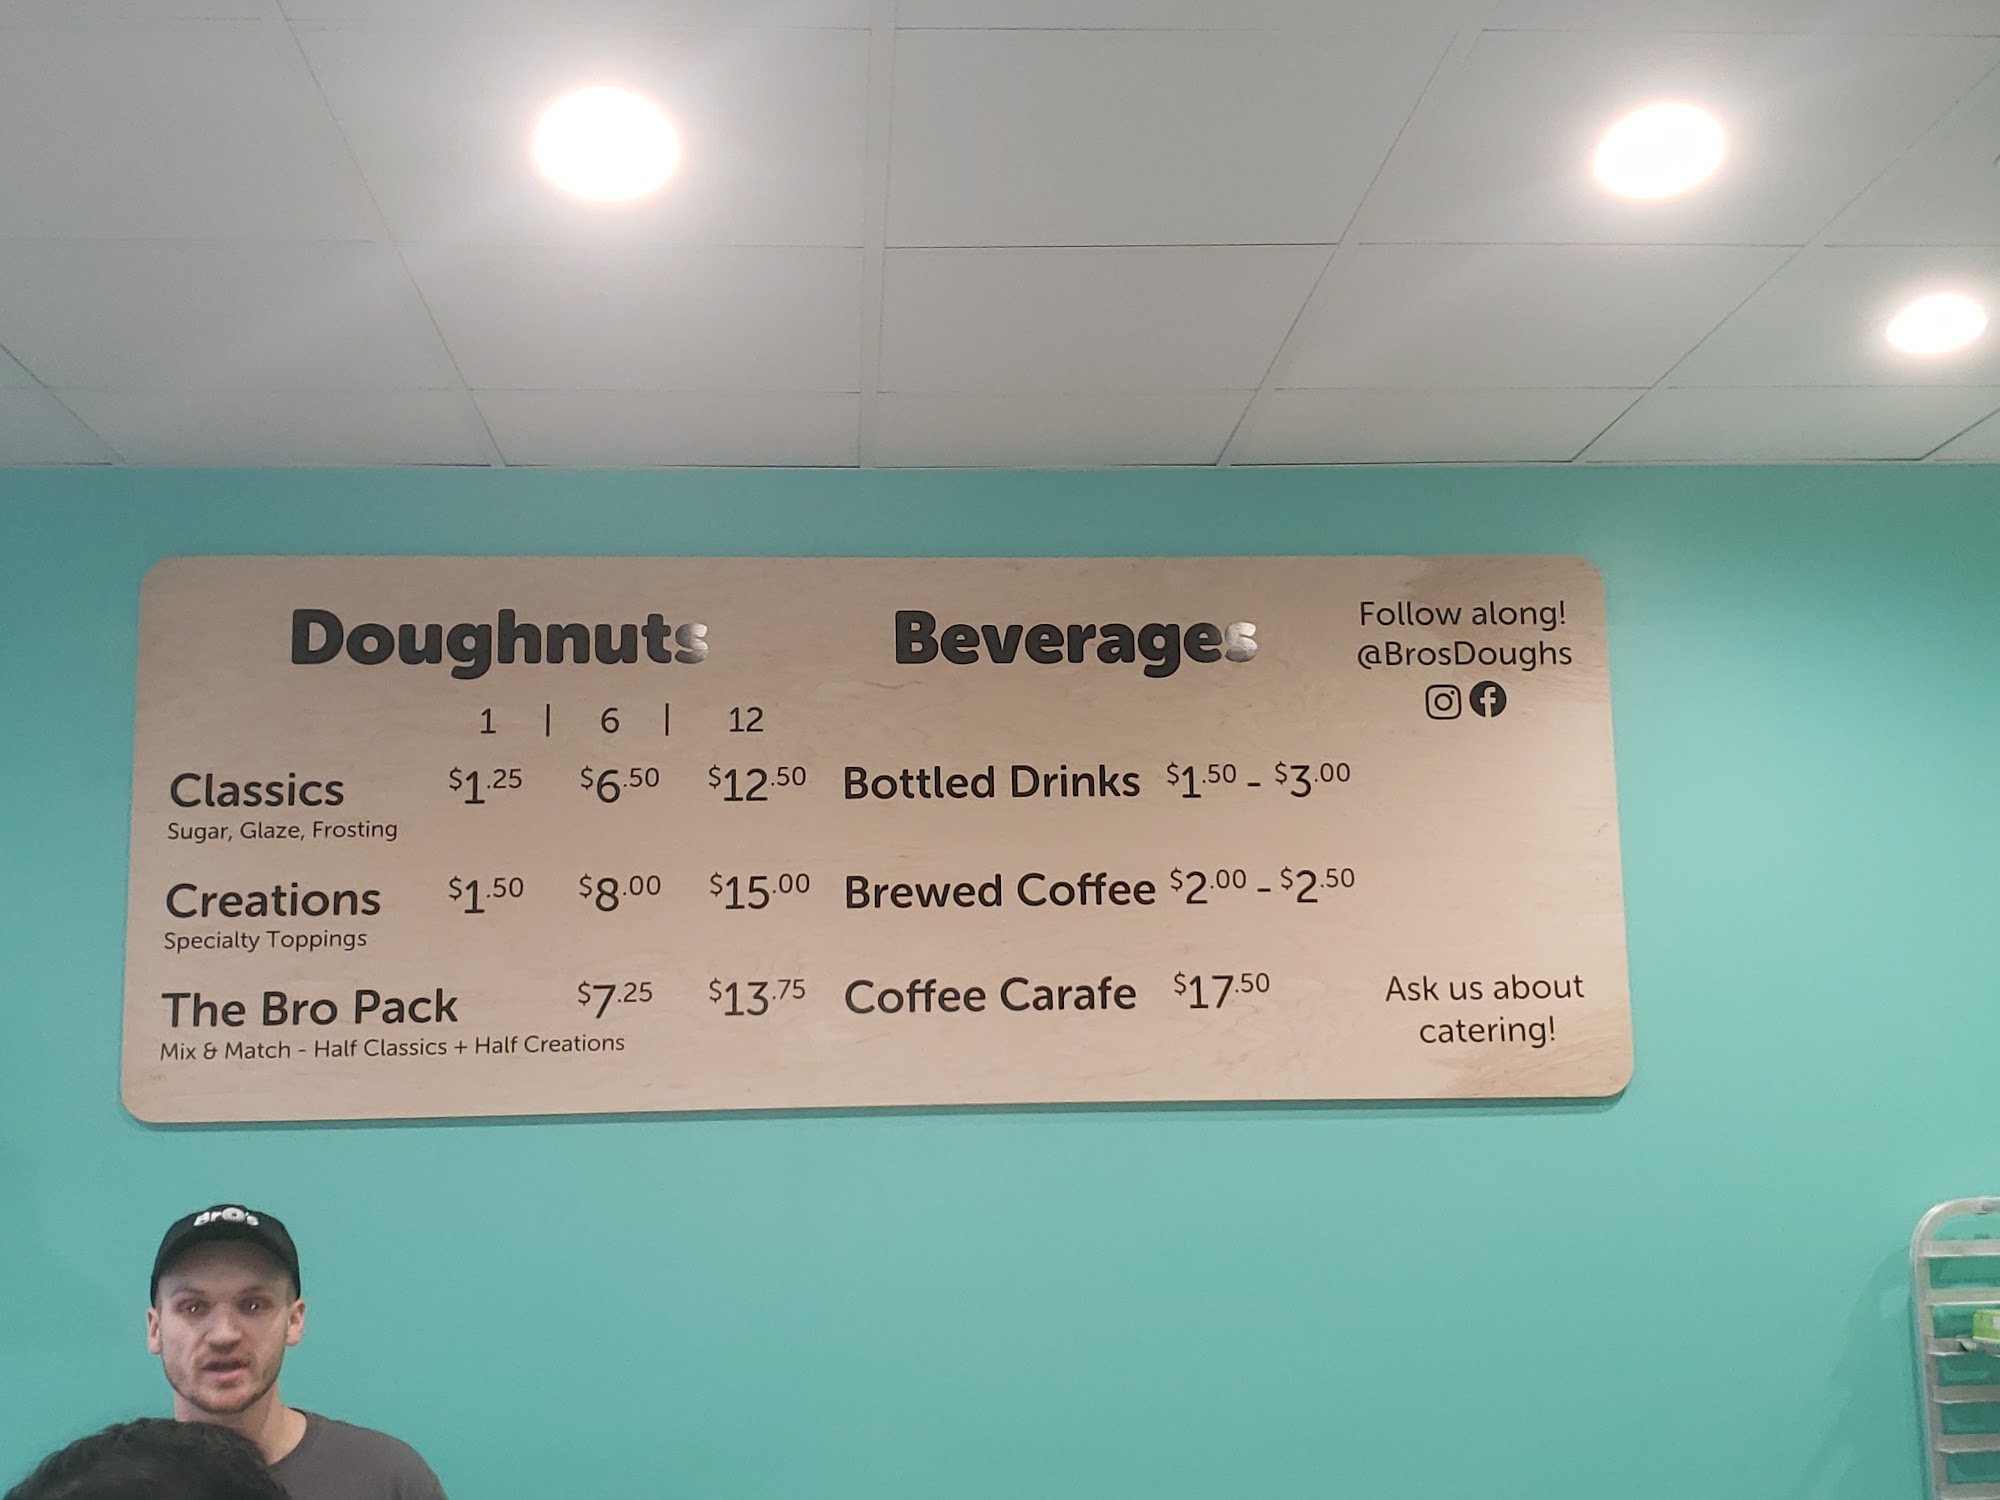 Doughnuts
1 | 6 | 12
Classics $1.25 $6.50 $12.50
Sugar, Glaze, Frosting
Creations $1.50 $8.00 $15.00
Specialty Toppings
The Bro Pack $7.25 $13.75
Mix & Match - Half Classics + Half Creations
Beverages
Bottled Drinks $1.50 - $3.00
Brewed Coffee $2.00 - $2.50
Coffee Carafe $17.50
Follow along!
@BrosDoughs
Ask us about
catering!
BrO's